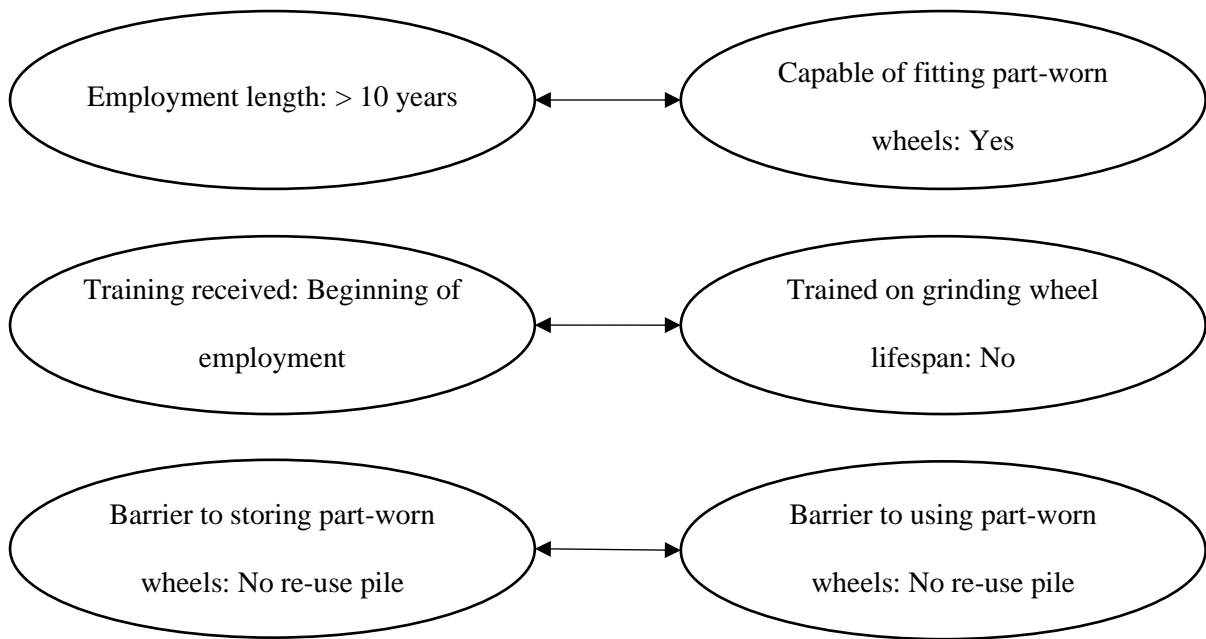 Employment length: > 10 years
Capable of fitting part-worn
wheels: Yes
Training received: Beginning of
employment
Trained on grinding wheel
lifespan: No
Barrier to storing part-worn
wheels: No re-use pile
Barrier to using part-worn
wheels: No re-use pile